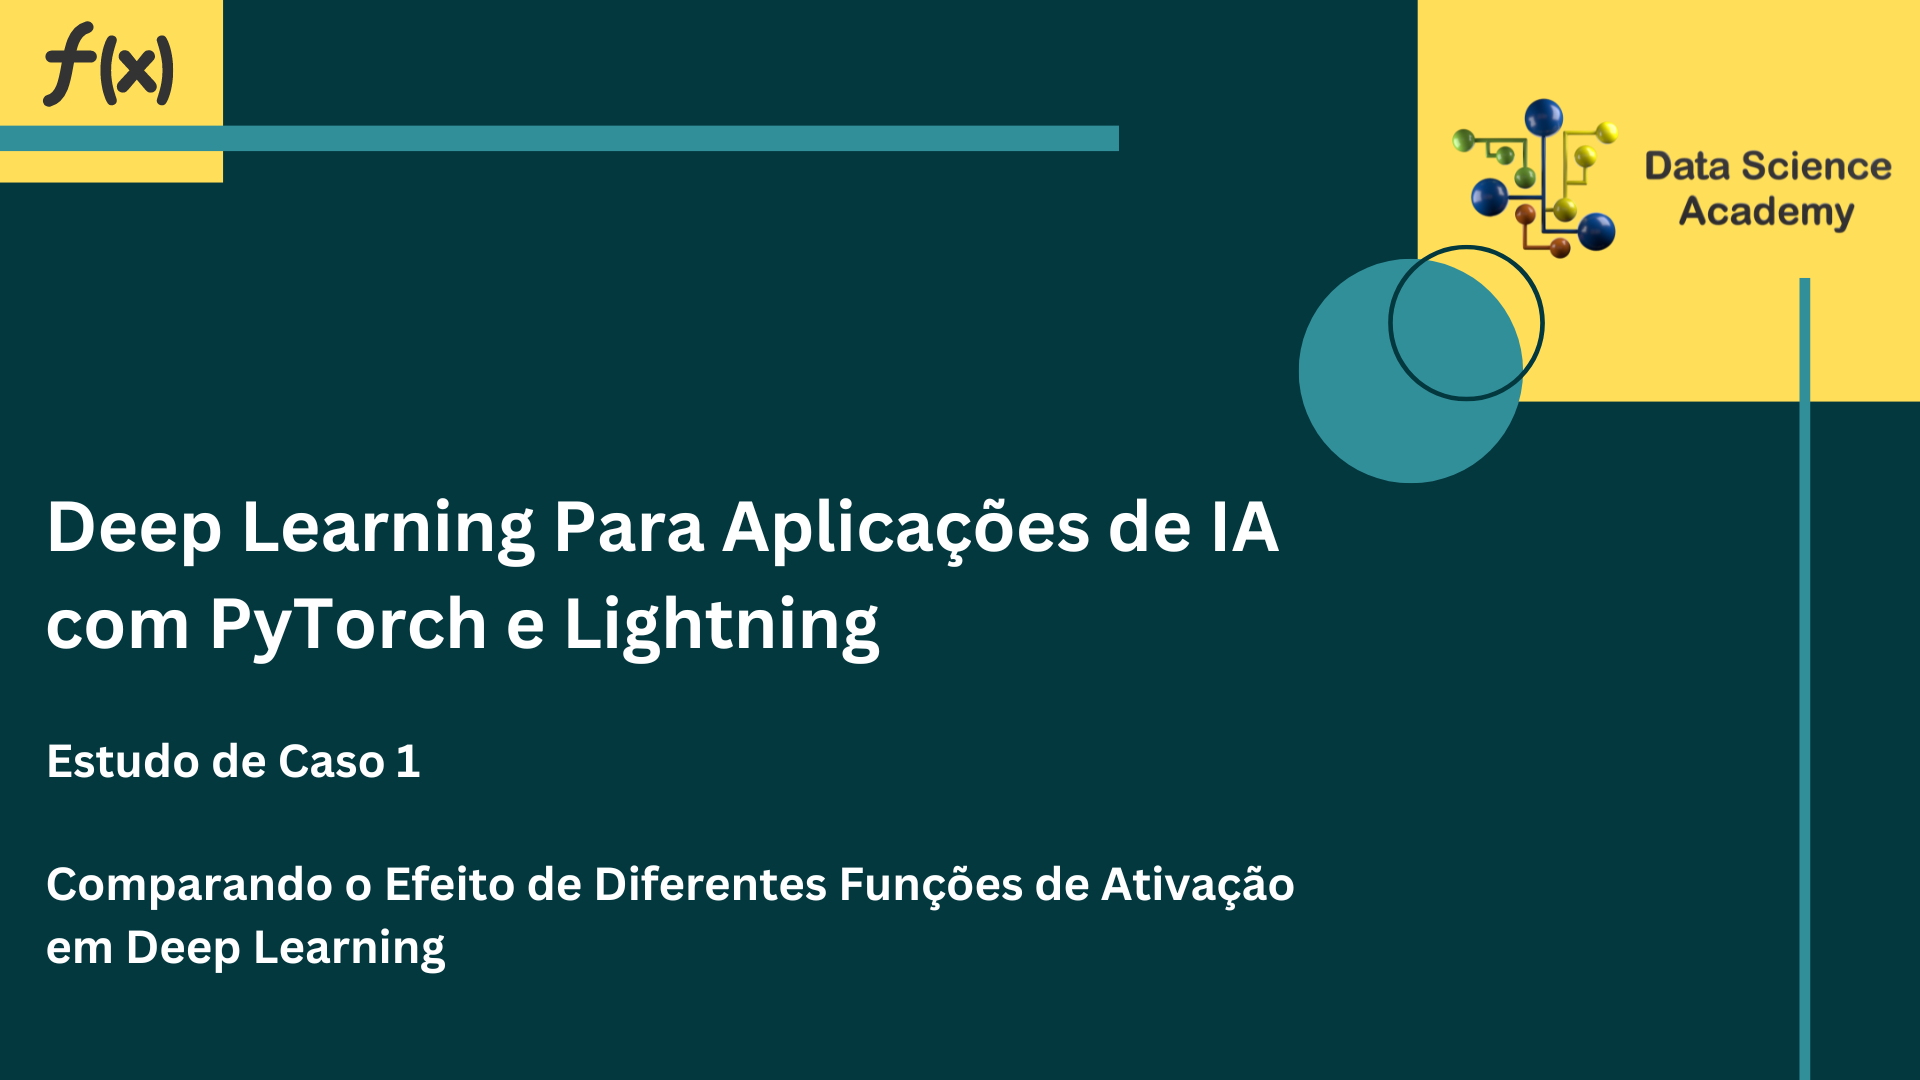 f(x)
Data Science
Academy
Deep Learning Para Aplicações de IA
com PyTorch e Lightning
Estudo de Caso 1
Comparando o Efeito de Diferentes Funções de Ativação
em Deep Learning